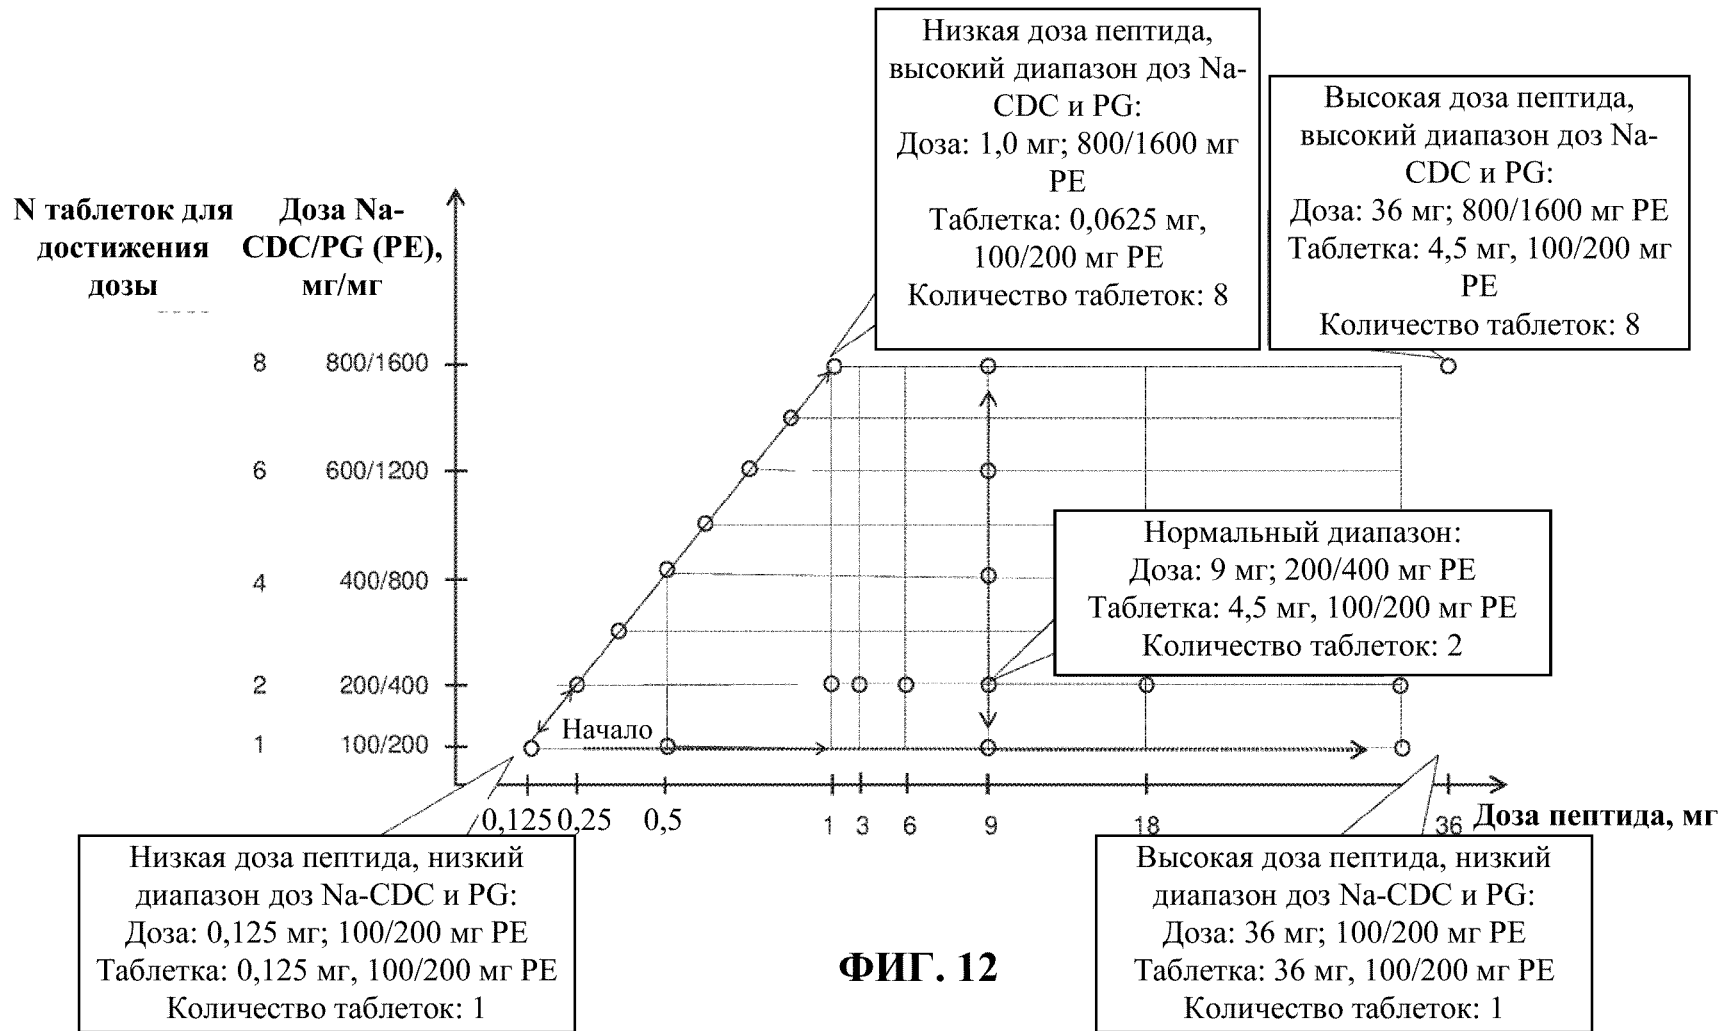 Низкая доза пептида,
высокий диапазон доз Na-
CDC и PG:
Доза: 1,0 мг; 800/1600 мг
PE
Таблетка: 0,0625 мг,
100/200 мг PE
Количество таблеток: 8
Высокая доза пептида,
высокий диапазон доз Na-
CDC и PG:
Доза: 36 мг; 800/1600 мг PE
Таблетка: 4,5 мг, 100/200 мг
PE
Количество таблеток: 8
N таблеток для
достижения
дозы
Доза Na-
CDC/PG (PE),
мг/мг
8 800/1600
6 600/1200
4 400/800
2 200/400
1 100/200
Нормальный диапазон:
Доза: 9 мг; 200/400 мг PE
Таблетка: 4,5 мг, 100/200 мг PE
Количество таблеток: 2
Начало
0,125 0,25 0,5 1 3 6 9 18 36 Доза пептида, мг
Низкая доза пептида, низкий
диапазон доз Na-CDC и PG:
Доза: 0,125 мг; 100/200 мг PE
Таблетка: 0,125 мг, 100/200 мг PE
Количество таблеток: 1
Высокая доза пептида, низкий
диапазон доз Na-CDC и PG:
Доза: 36 мг; 100/200 мг PE
Таблетка: 36 мг, 100/200 мг PE
Количество таблеток: 1
ФИГ. 12